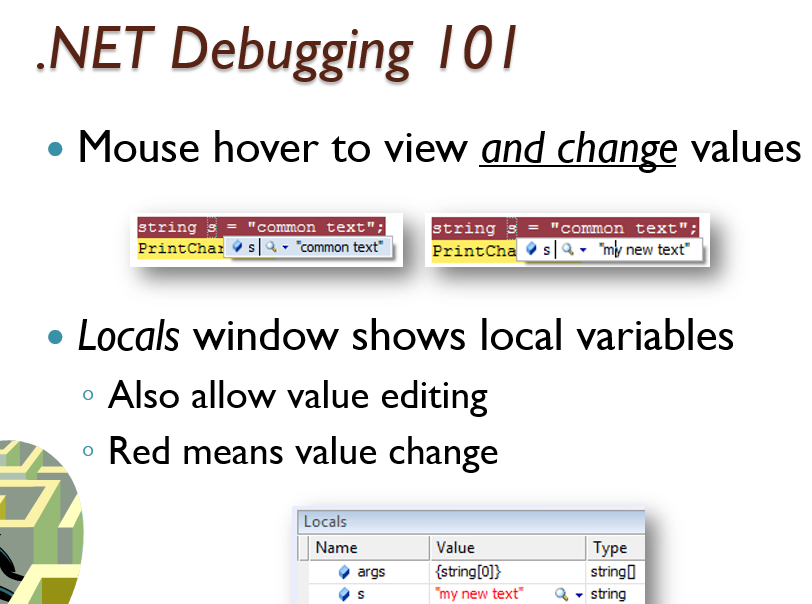 .NET Debugging 101
Mouse hover to view and change values
string s = "common text";
PrintChar s "common text"
string s = "common text";
PrintCha s "my new text"
Locals window shows local variables
Also allow value editing
Red means value change
Locals
Name Value Type
args {string[0]} string[]
s "my new text" string